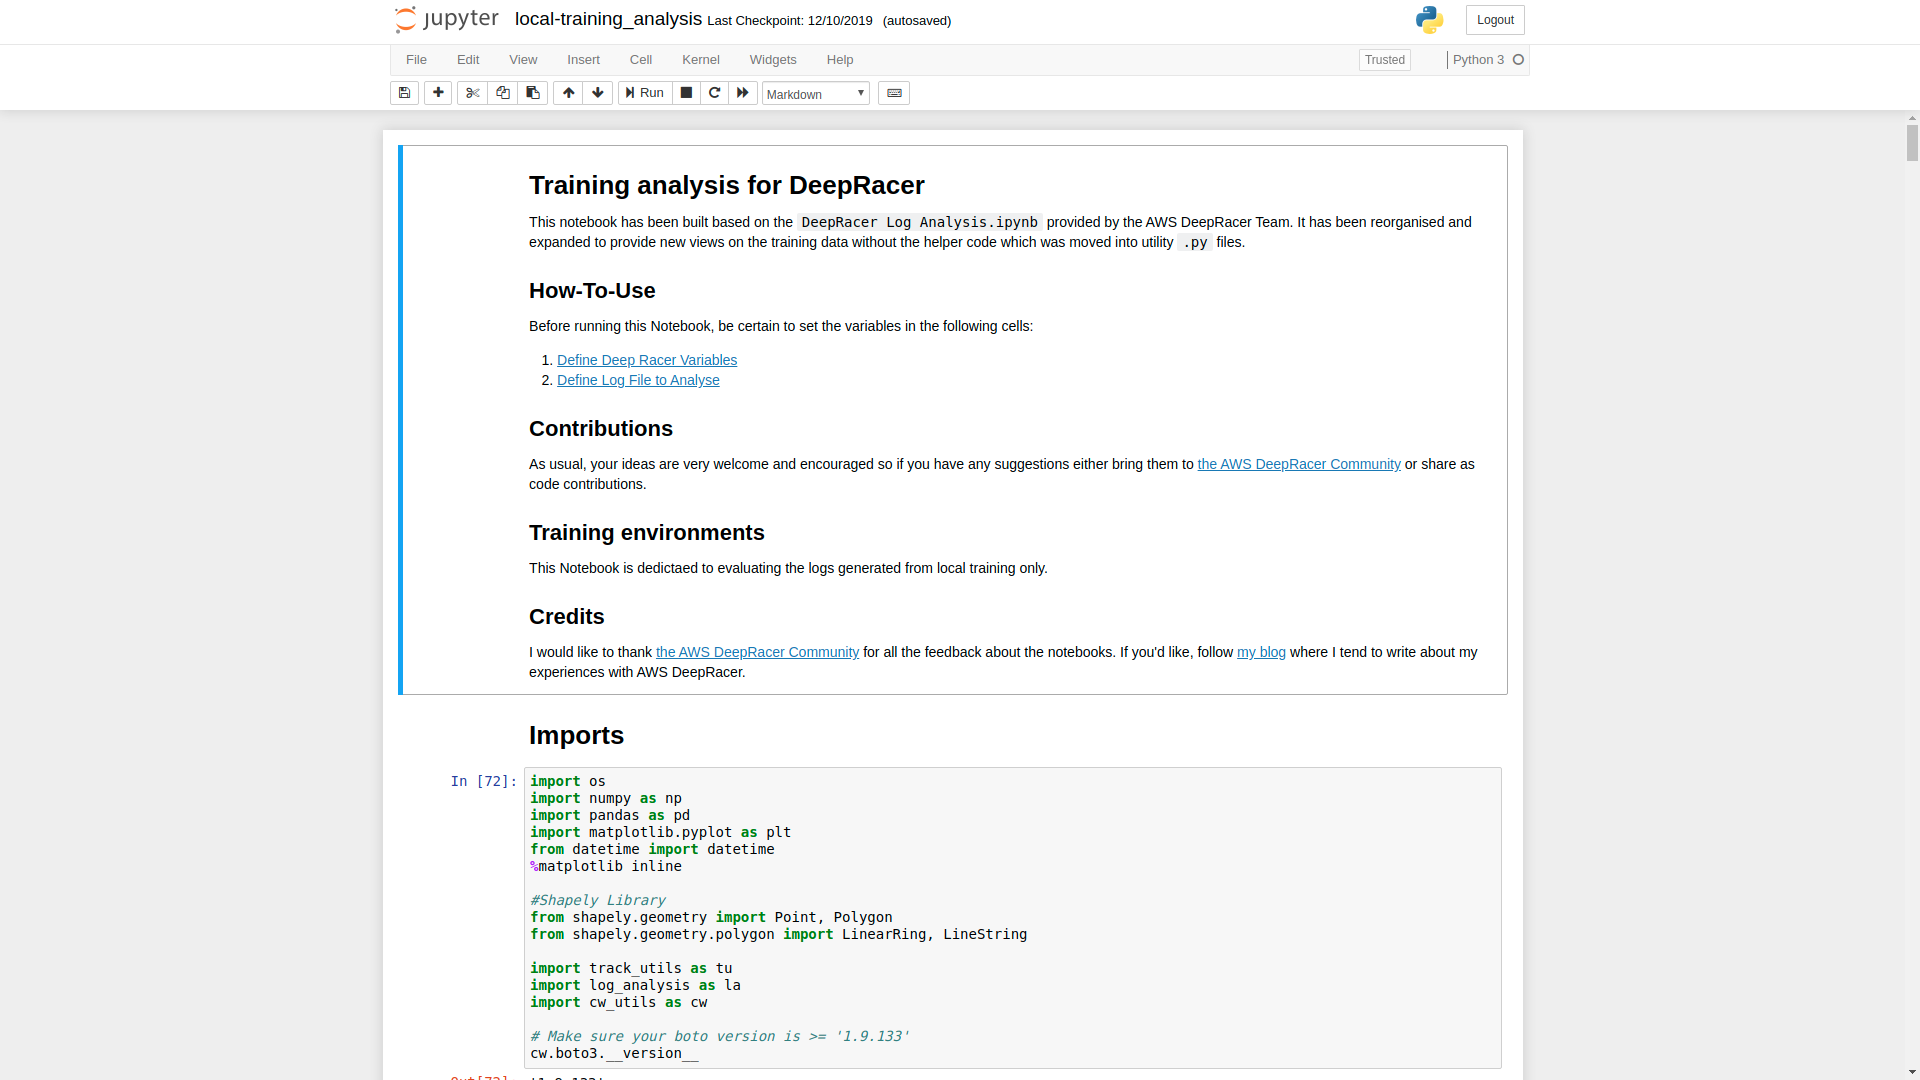 jupyter local-training_analysis Last Checkpoint: 12/10/2019 (autosaved) Logout
File Edit View Insert Cell Kernel Widgets Help Trusted Python 3
Run Markdown
Training analysis for DeepRacer
This notebook has been built based on the DeepRacer Log Analysis.ipynb provided by the AWS DeepRacer Team. It has been reorganised and
expanded to provide new views on the training data without the helper code which was moved into utility .py files.
How-To-Use
Before running this Notebook, be certain to set the variables in the following cells:
1. Define Deep Racer Variables
2. Define Log File to Analyse
Contributions
As usual, your ideas are very welcome and encouraged so if you have any suggestions either bring them to the AWS DeepRacer Community or share as
code contributions.
Training environments
This Notebook is dedictaed to evaluating the logs generated from local training only.
Credits
I would like to thank the AWS DeepRacer Community for all the feedback about the notebooks. If you'd like, follow my blog where I tend to write about my
experiences with AWS DeepRacer.
Imports
In [72]: import os
import numpy as np
import pandas as pd
import matplotlib.pyplot as plt
from datetime import datetime
%matplotlib inline
#Shapely Library
from shapely.geometry import Point, Polygon
from shapely.geometry.polygon import LinearRing, LineString
import track_utils as tu
import log_analysis as la
import cw_utils as cw
# Make sure your boto version is >= '1.9.133'
cw.boto3.__version__